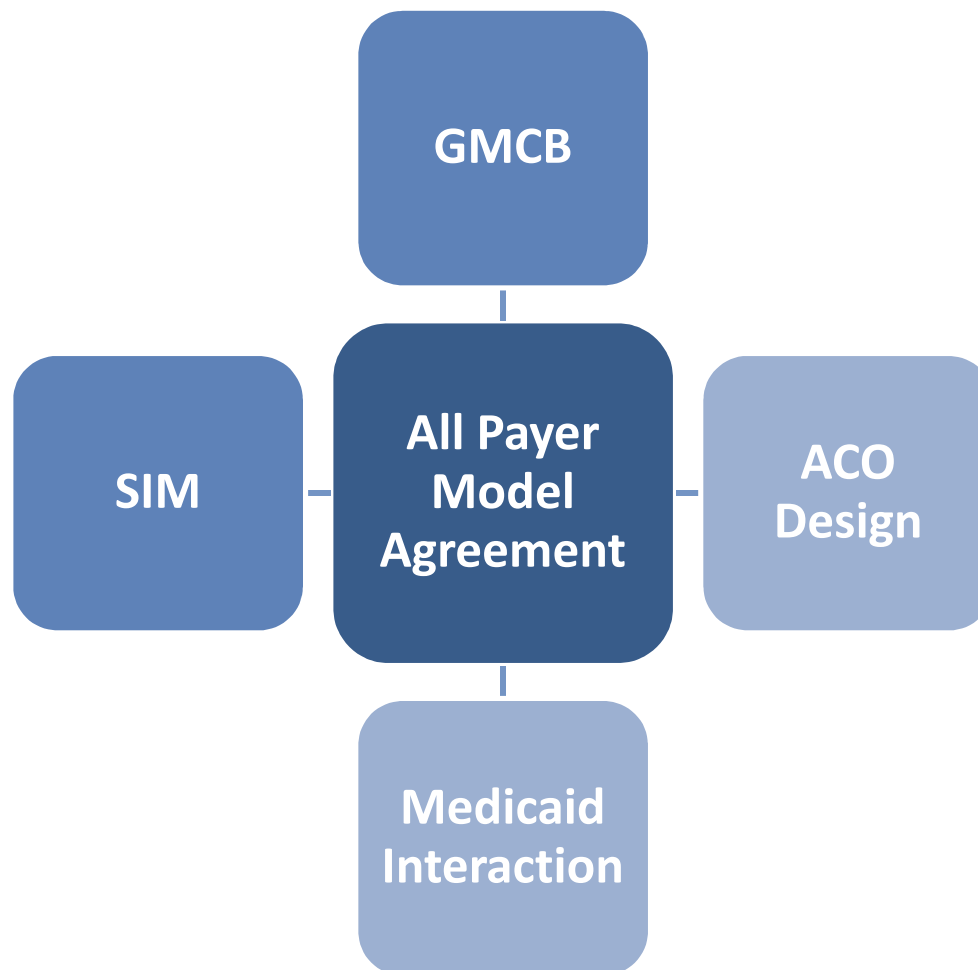 GMCB
SIM
All Payer
Model
Agreement
ACO
Design
Medicaid
Interaction